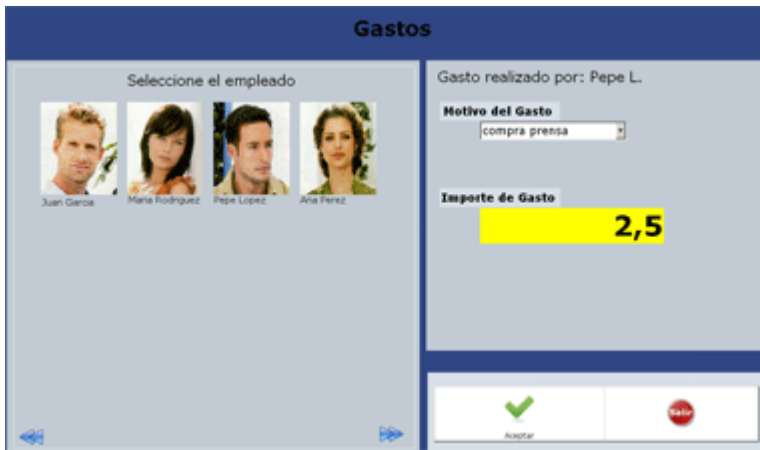 Gastos
Seleccione el empleado
Juan Garcia
Maria Rodriguez
Pepe Lopez
Ana Perez
Gasto realizado por: Pepe L.
Motivo del Gasto
compra prensa
Importe de Gasto
2,5
Aceptar
Salir